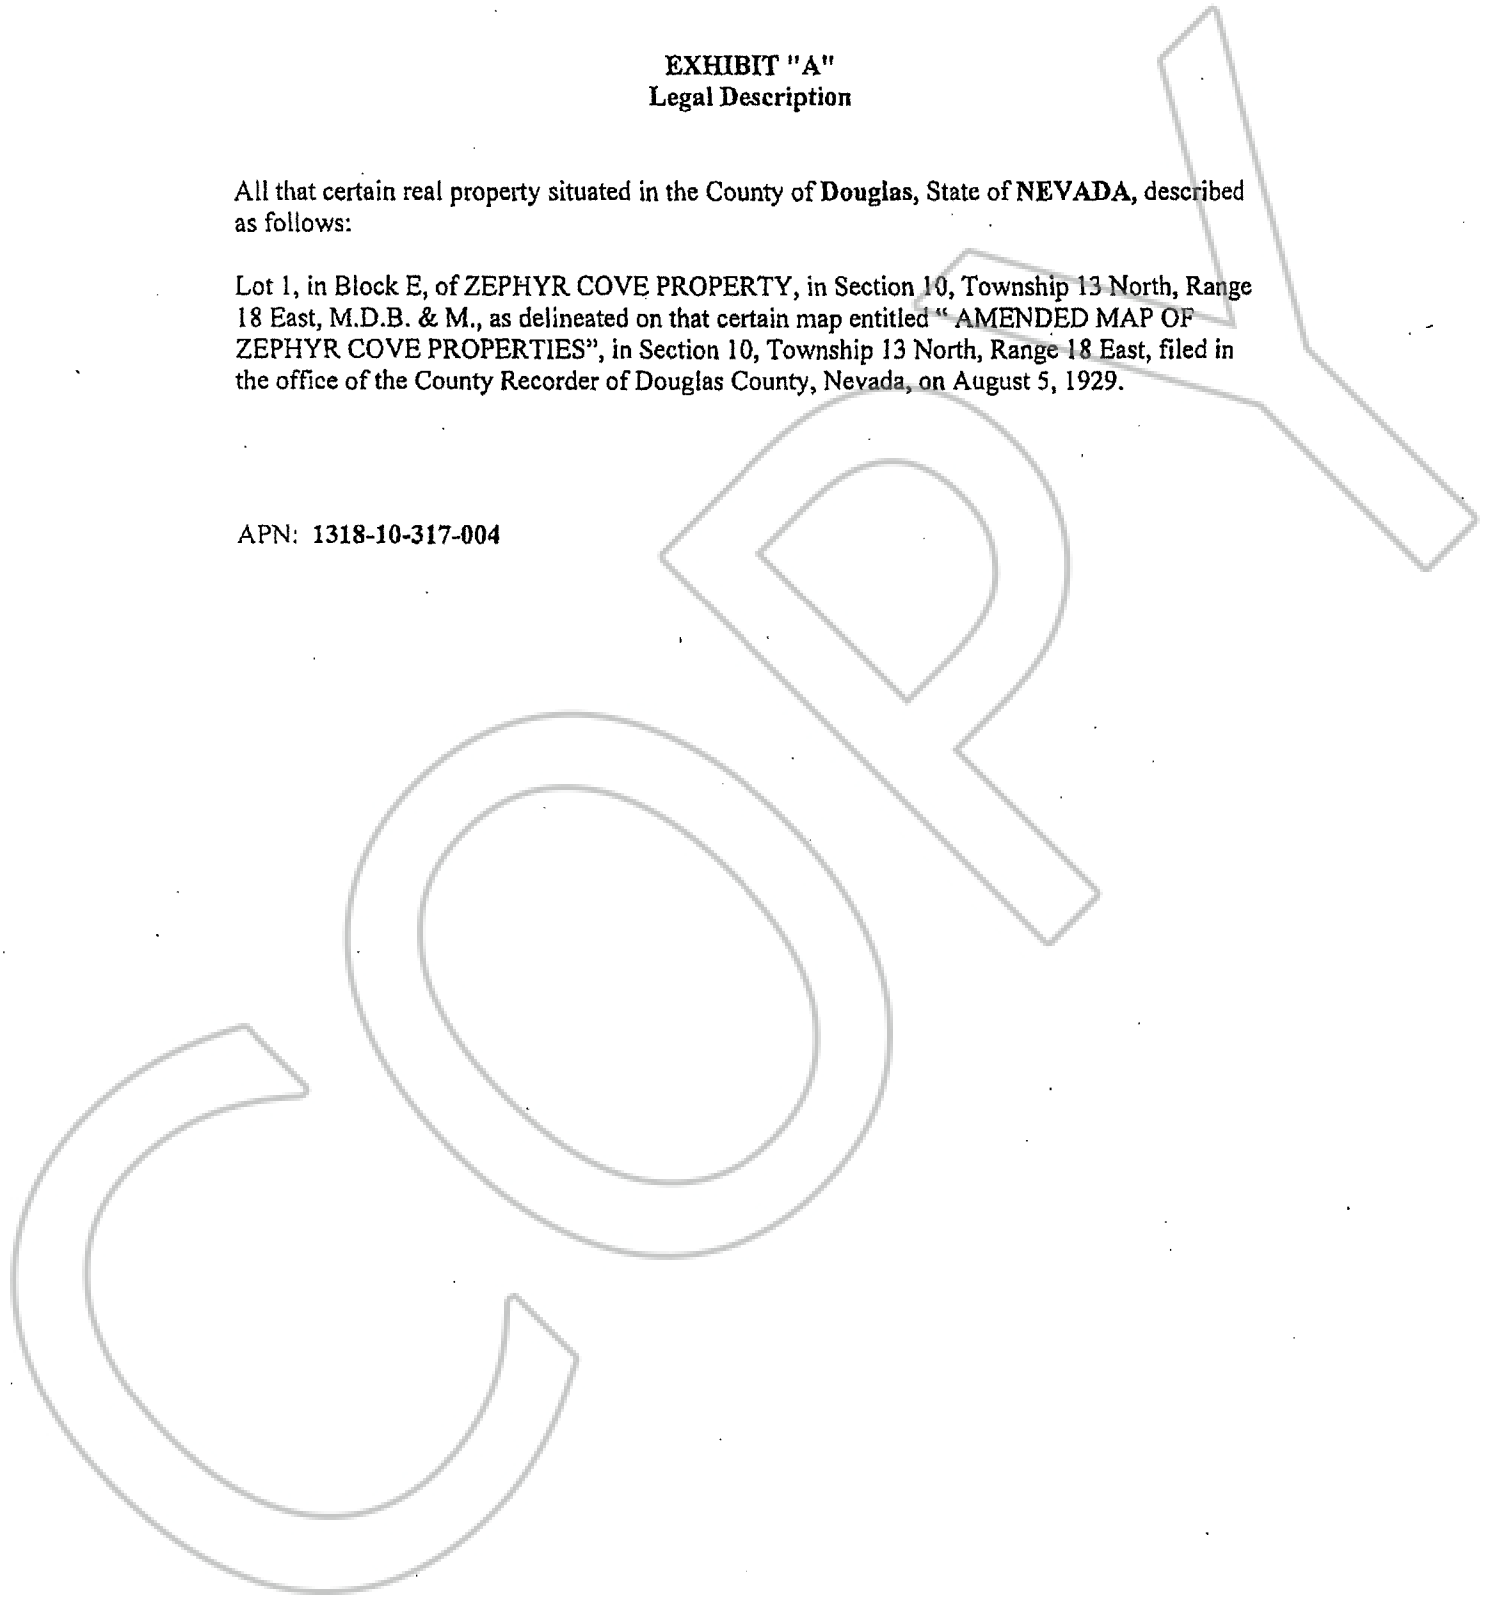 EXHIBIT "A"
Legal Description
All that certain real property situated in the County of Douglas, State of NEVADA, described
as follows:
Lot 1, in Block E, of ZEPHYR COVE PROPERTY, in Section 10, Township 13 North, Range
18 East, M.D.B. & M., as delineated on that certain map entitled “ AMENDED MAP OF
ZEPHYR COVE PROPERTIES”, in Section 10, Township 13 North, Range 18 East, filed in
the office of the County Recorder of Douglas County, Nevada, on August 5, 1929.
APN: 1318-10-317-004
COPY